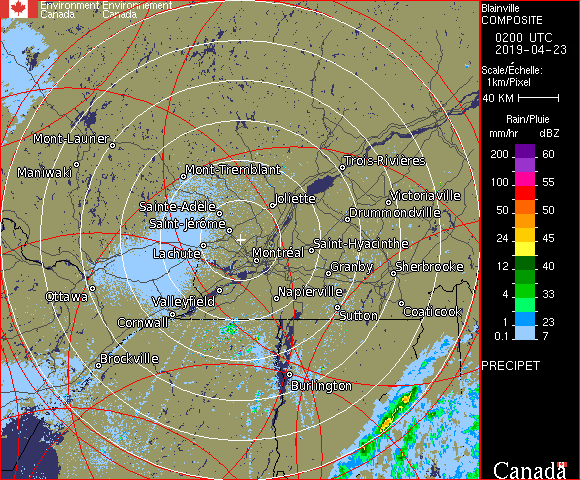 Environment Environnement
Canada Canada
Blainville
COMPOSITE
0200 UTC
2019-04-23
Scale/Échelle:
1km/Pixel
40 KM
Rain/Pluie
mm/hr dBZ
200 60
100 55
50 50
24 45
12 40
4 33
1 23
0.1 7
PRECIPET
Canada
Mont-Laurier
Maniwaki
Mont-Tremblant
Trois-Rivières
Sainte-Adèle
Joliette
Victoriaville
Drummondville
Saint-Jérôme
Lachute
Montréal
Saint-Hyacinthe
Granby
Sherbrooke
Ottawa
Valleyfield
Napierville
Cornwall
Sutton
Coaticook
Brockville
Burlington